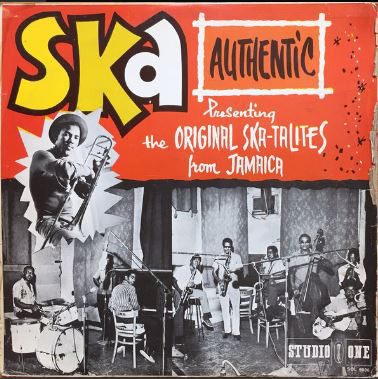 SKA
AUTHENTIC
Presenting
the ORIGINAL SKA-TALITES
from JAMAICA
STUDIO ONE